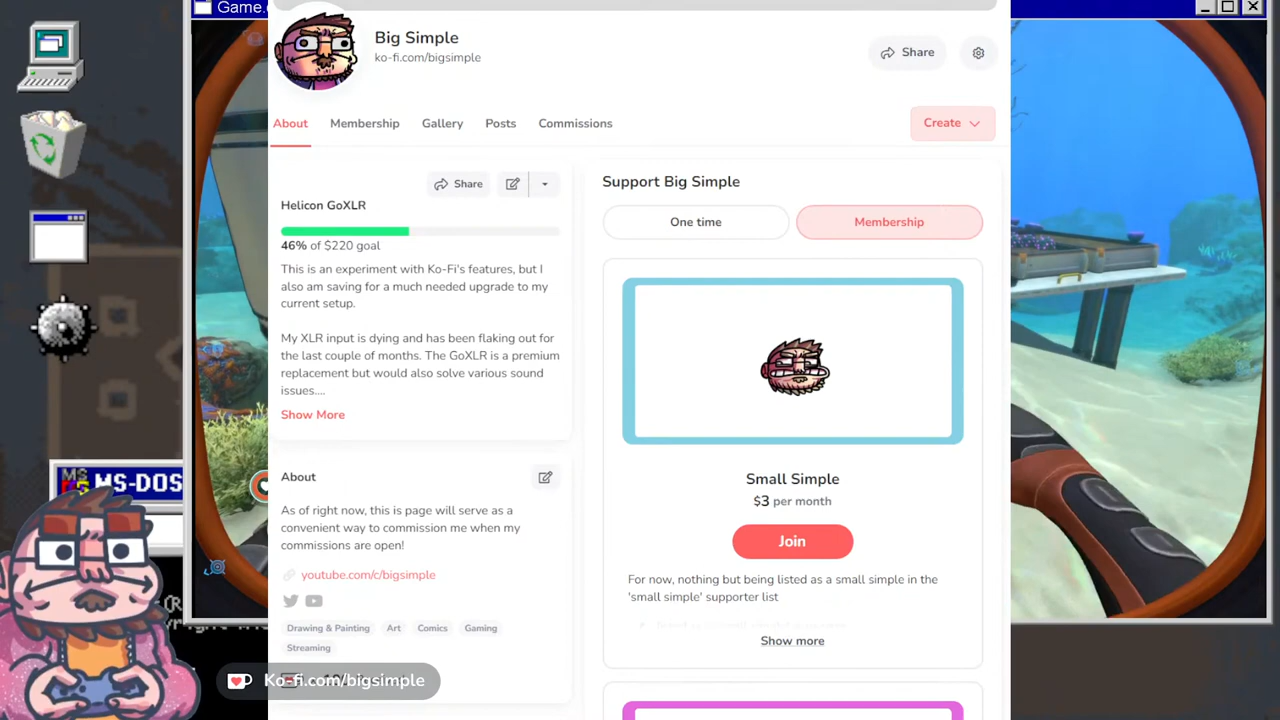 Game.
Big Simple
ko-fi.com/bigsimple
Share
About
Membership
Gallery
Posts
Commissions
Create
Share
Helicon GoXLR
46% of $220 goal
This is an experiment with Ko-Fi's features, but I
also am saving for a much needed upgrade to my
current setup.
My XLR input is dying and has been flaking out for
the last couple of months. The GoXLR is a premium
replacement but would also solve various sound
issues....
Show More
About
As of right now, this is page will serve as a
convenient way to commission me when my
commissions are open!
youtube.com/c/bigsimple
Drawing & Painting
Art
Comics
Gaming
Streaming
Support Big Simple
One time
Membership
Small Simple
$3 per month
Join
For now, nothing but being listed as a small simple in the
'small simple' supporter list
Show more
MS-DOS
Ko-fi.com/bigsimple